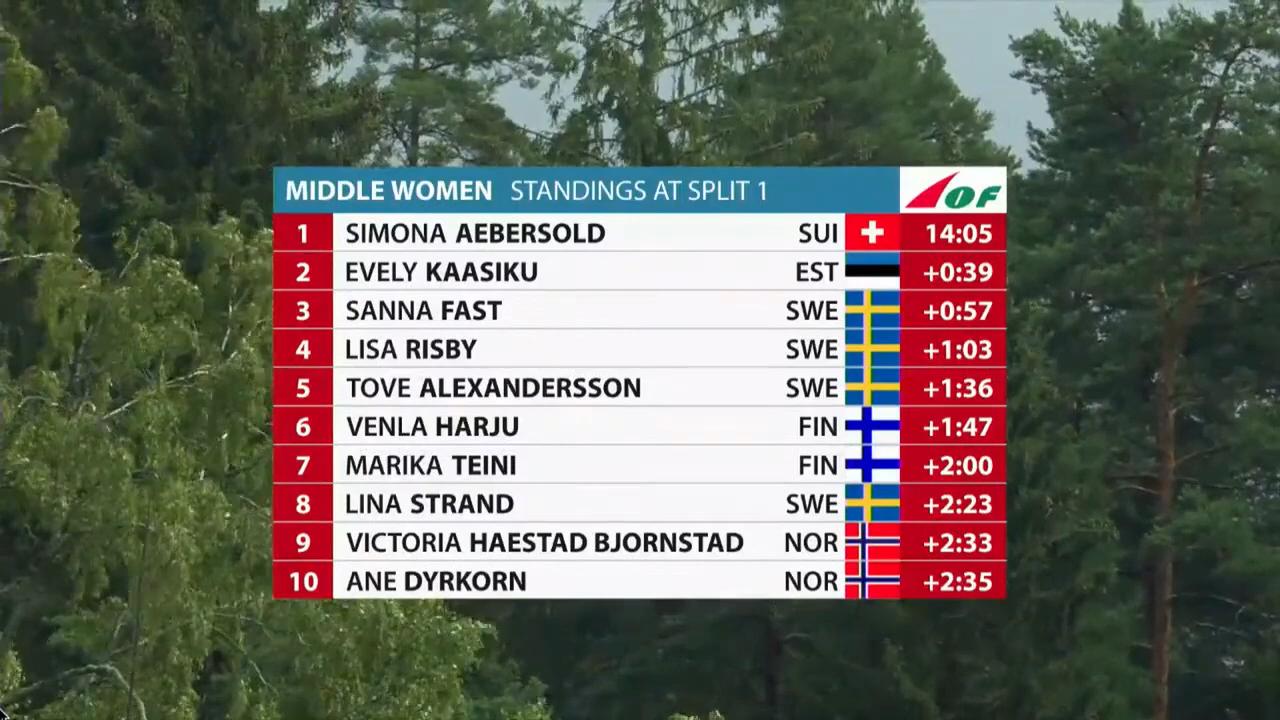 MIDDLE WOMEN STANDINGS AT SPLIT 1 IOF
1 SIMONA AEBERSOLD SUI 14:05
2 EVELY KAASIKU EST +0:39
3 SANNA FAST SWE +0:57
4 LISA RISBY SWE +1:03
5 TOVE ALEXANDERSSON SWE +1:36
6 VENLA HARJU FIN +1:47
7 MARIKA TEINI FIN +2:00
8 LINA STRAND SWE +2:23
9 VICTORIA HAESTAD BJORNSTAD NOR +2:33
10 ANE DYRKORN NOR +2:35